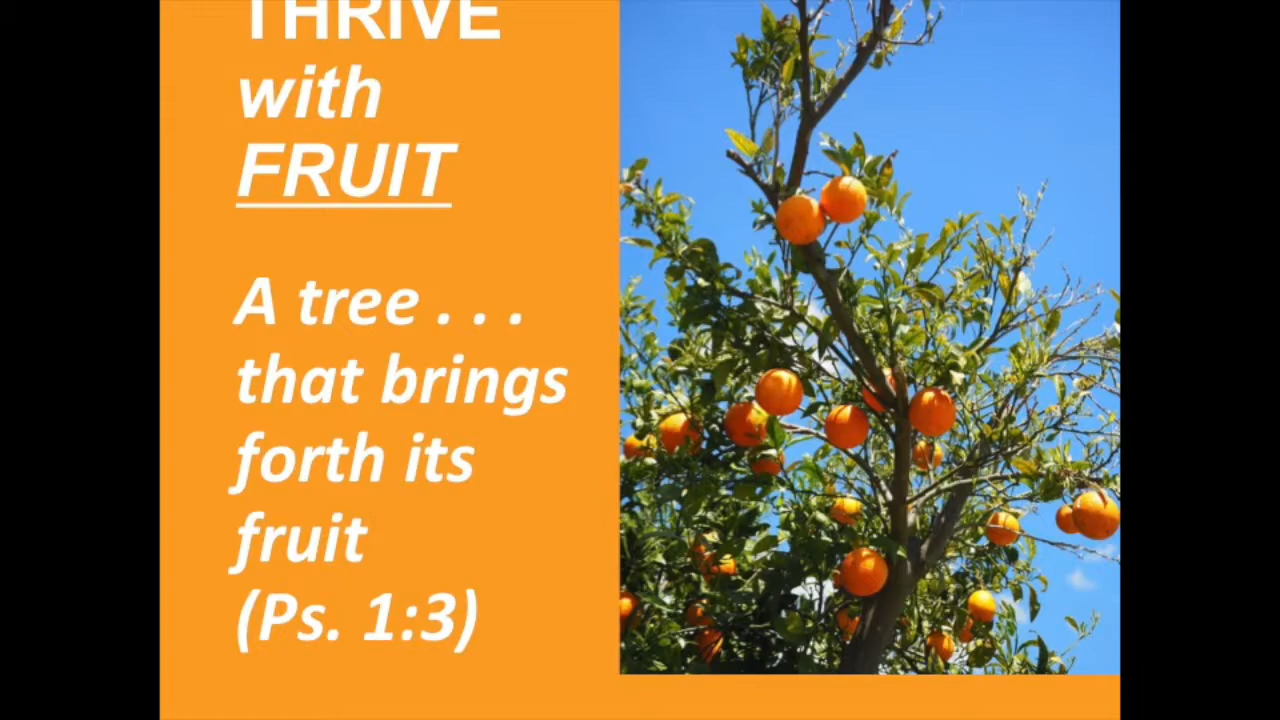 THRIVE
with
FRUIT
A tree . . .
that brings
forth its
fruit
(Ps. 1:3)